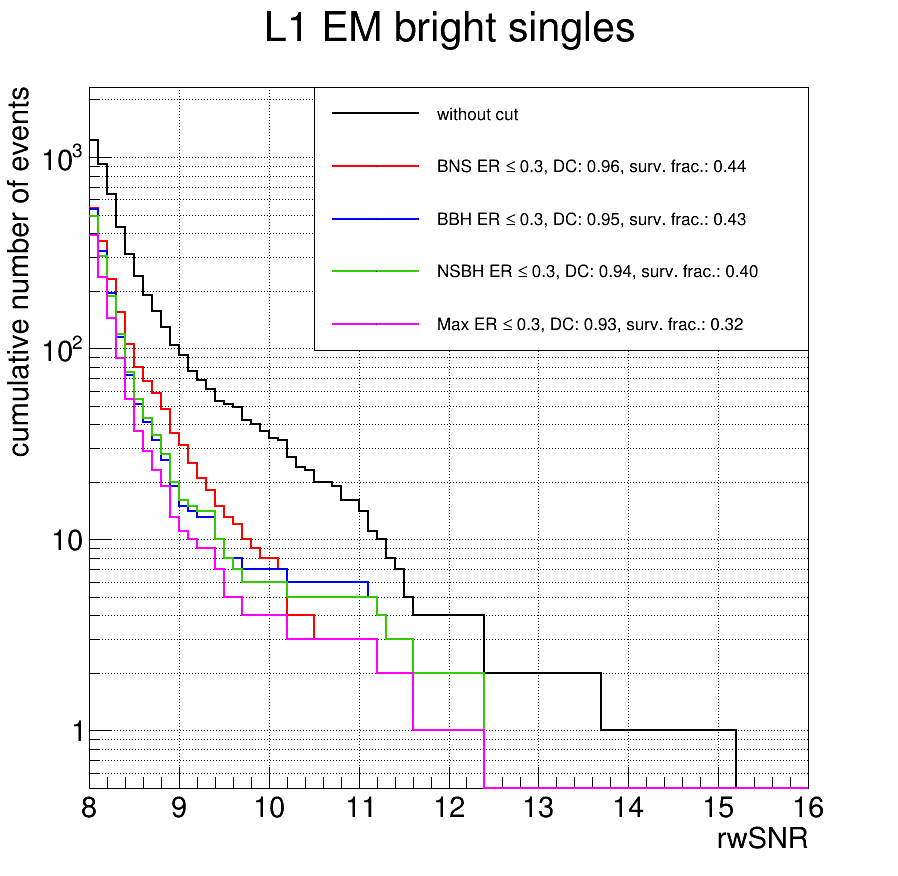 L1 EM bright singles
cumulative number of events
without cut
BNS ER ≤ 0.3, DC: 0.96, surv. frac.: 0.44
BBH ER ≤ 0.3, DC: 0.95, surv. frac.: 0.43
NSBH ER ≤ 0.3, DC: 0.94, surv. frac.: 0.40
Max ER ≤ 0.3, DC: 0.93, surv. frac.: 0.32
10³
10²
10
1
8 9 10 11 12 13 14 15 16
rwSNR